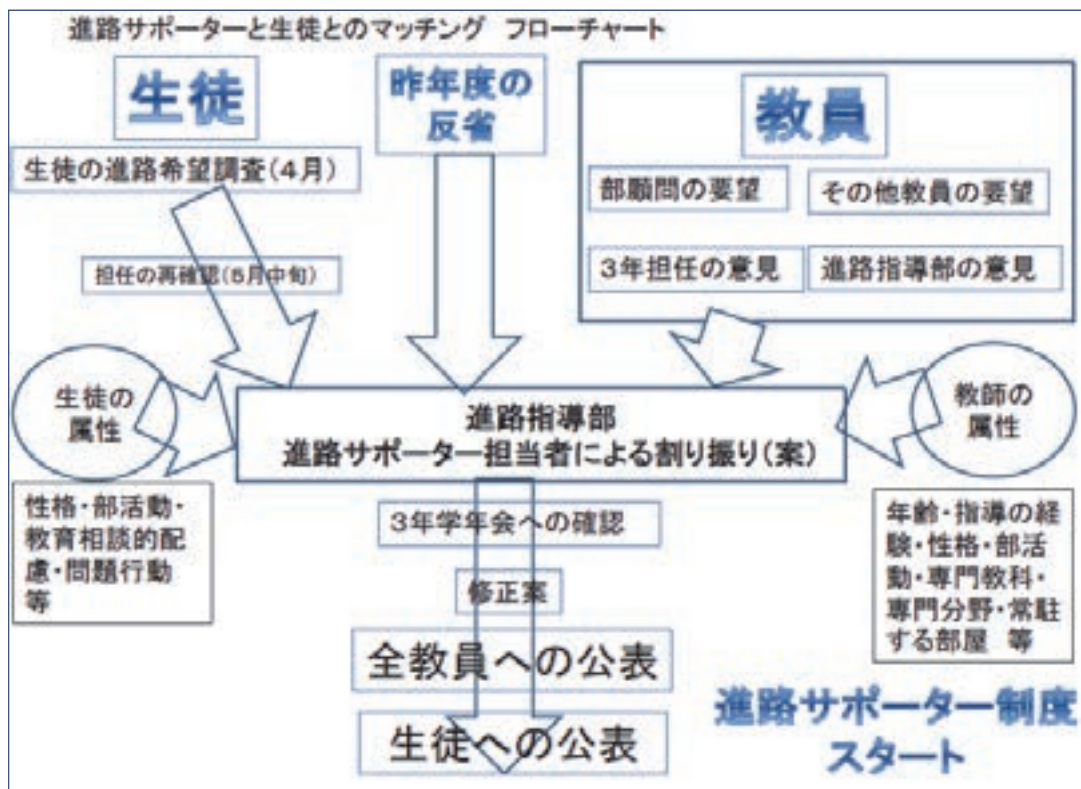 進路サポーターと生徒とのマッチング フローチャート
生徒
昨年度の
反省
教員
生徒の進路希望調査(4月)
部顧問の要望
その他教員の要望
担任の再確認(5月中旬)
3年担任の意見
進路指導部の意見
生徒の
属性
進路指導部
進路サポーター担当者による割り振り(案)
教師の
属性
性格・部活動・
教育相談的配
慮・問題行動
等
3年学年会への確認
年齢・指導の経
験・性格・部活
動・専門教科・
専門分野・常駐
する部屋 等
修正案
全教員への公表
生徒への公表
進路サポーター制度
スタート